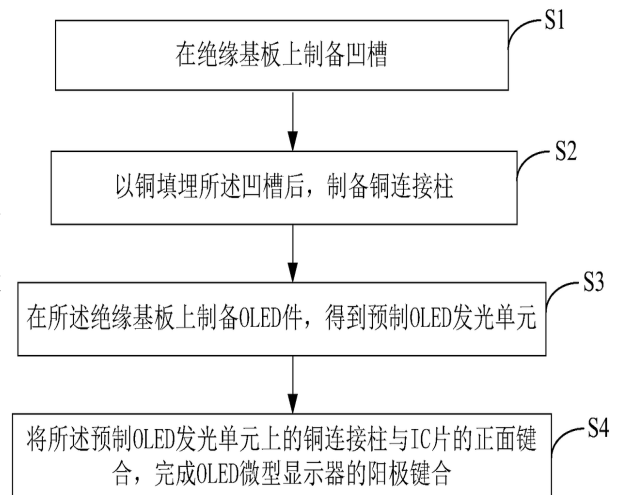 S1
在绝缘基板上制备凹槽
S2
以铜填埋所述凹槽后，制备铜连接柱
S3
在所述绝缘基板上制备OLED件，得到预制OLED发光单元
S4
将所述预制OLED发光单元上的铜连接柱与IC片的正面键
合，完成OLED微型显示器的阳极键合